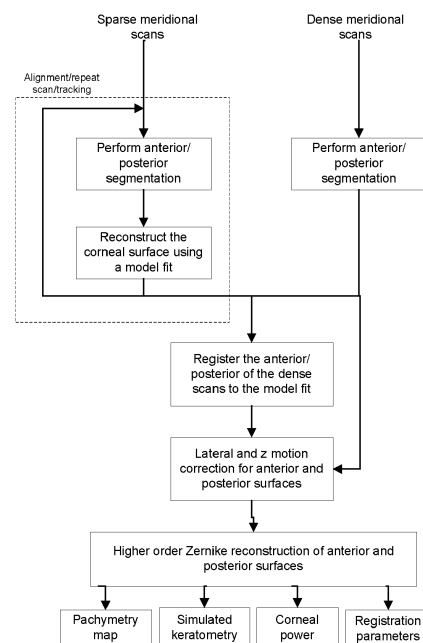 Sparse meridional
scans
Dense meridional
scans
Alignment/repeat
scan/tracking
Perform anterior/
posterior
segmentation
Perform anterior/
posterior
segmentation
Reconstruct the
corneal surface using
a model fit
Register the anterior/
posterior of the dense
scans to the model fit
Lateral and z motion
correction for anterior and
posterior surfaces
Higher order Zernike reconstruction of anterior and
posterior surfaces
Pachymetry
map
Simulated
keratometry
Corneal
power
Registration
parameters